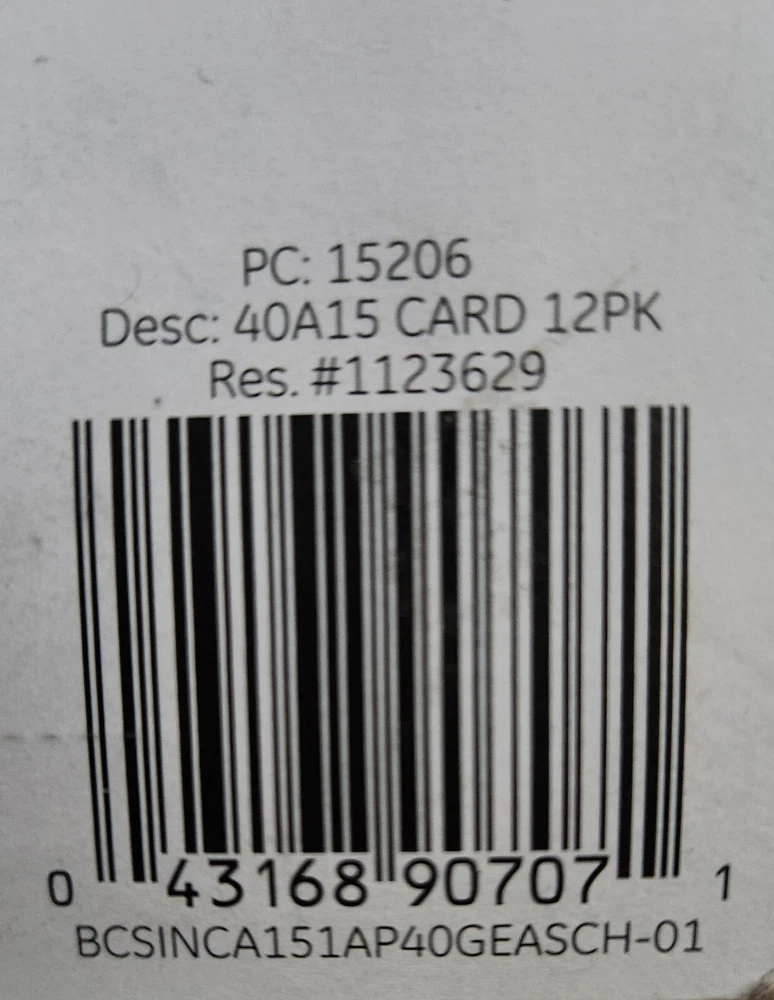 PC: 15206
Desc: 40A15 CARD 12PK
Res. #1123629
0 43168 90707 1
BCSINCA151AP40GEASCH-01